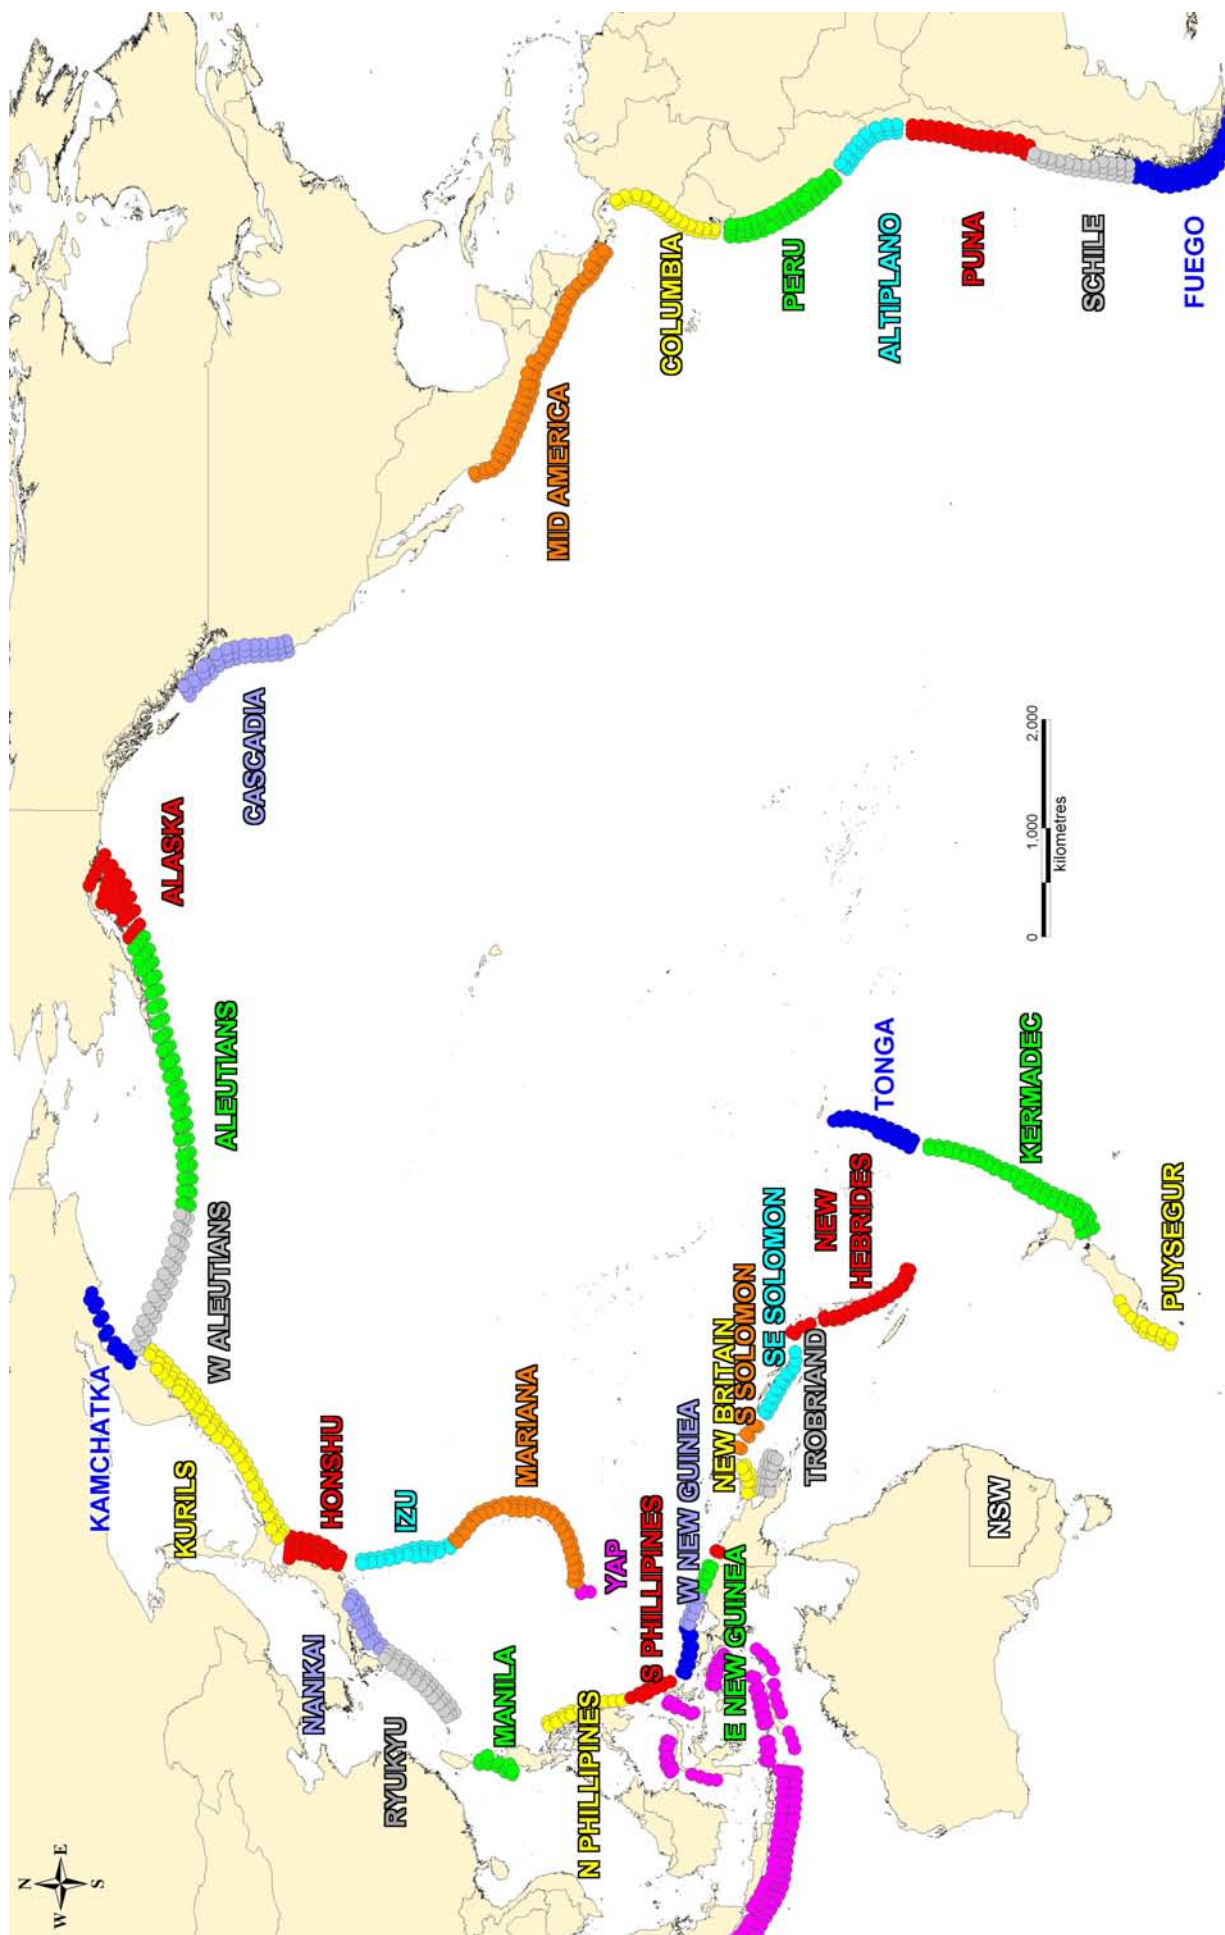 N
W E
S
KAMCHATKA
KURILS
W ALEUTIANS
ALEUTIANS
ALASKA
CASCADIA
HONSHU
NANKAI
IZU
RYUKYU
MARIANA
MANILA
YAP
N PHILLIPINES
S PHILLIPINES
W NEW GUINEA
E NEW GUINEA
NEW BRITAIN
S SOLOMON
SE SOLOMON
TROBRIAND
NEW
HEBRIDES
TONGA
KERMADEC
PUYSEGUR
NSW
MID AMERICA
COLUMBIA
PERU
ALTIPLANO
PUNA
SCHILE
FUEGO
0 1,000 2,000
kilometres